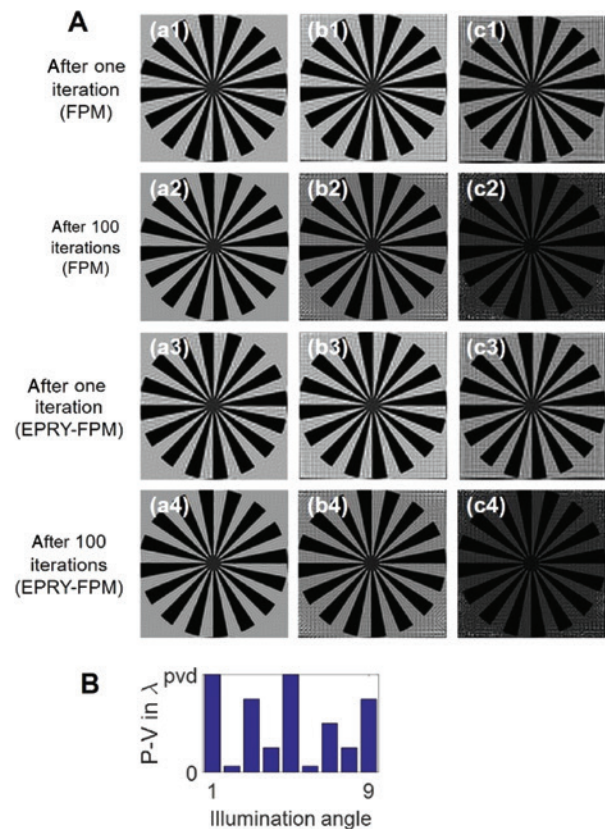 A
After one
iteration
(FPM)
(a1)
(b1)
(c1)
After 100
iterations
(FPM)
(a2)
(b2)
(c2)
After one
iteration
(EPRY-FPM)
(a3)
(b3)
(c3)
After 100
iterations
(EPRY-FPM)
(a4)
(b4)
(c4)
B
P-V in λ
pvd
0
1
9
Illumination angle